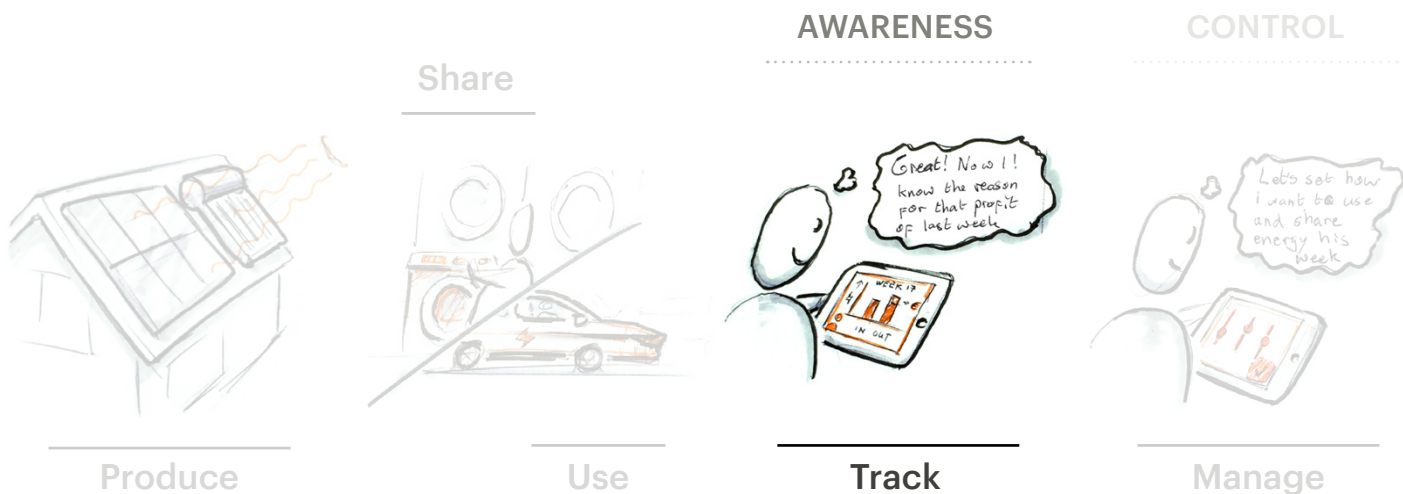 AWARENESS
CONTROL
Share
Great! Now I!
know the reason
for that profit
of last week
Let's set how
i want to use
and share
energy his
week
WEEK 17
IN OUT
Produce
Use
Track
Manage